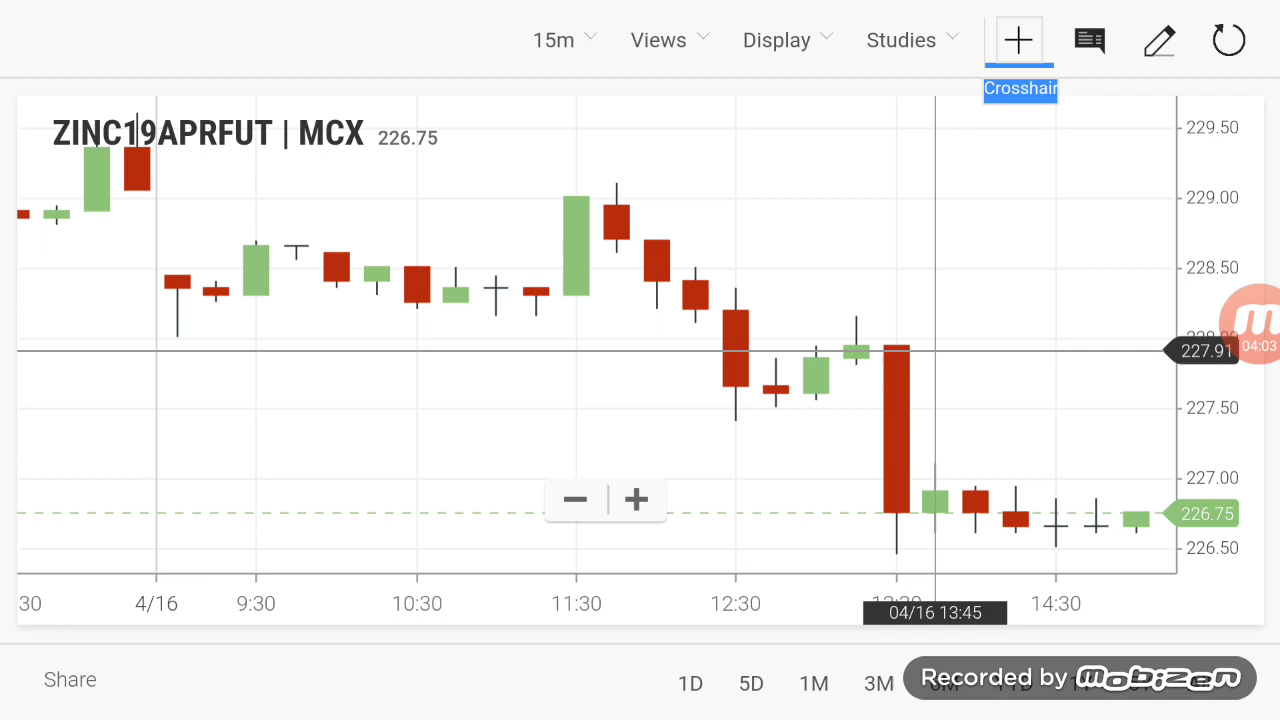 15m Views Display Studies
Crosshair
ZINC19APRFUT | MCX 226.75
229.50
229.00
228.50
227.91
04:03
227.50
227.00
226.75
226.50
30 4/16 9:30 10:30 11:30 12:30 14:30
04/16 13:45
Share 1D 5D 1M 3M
Recorded by mobizen